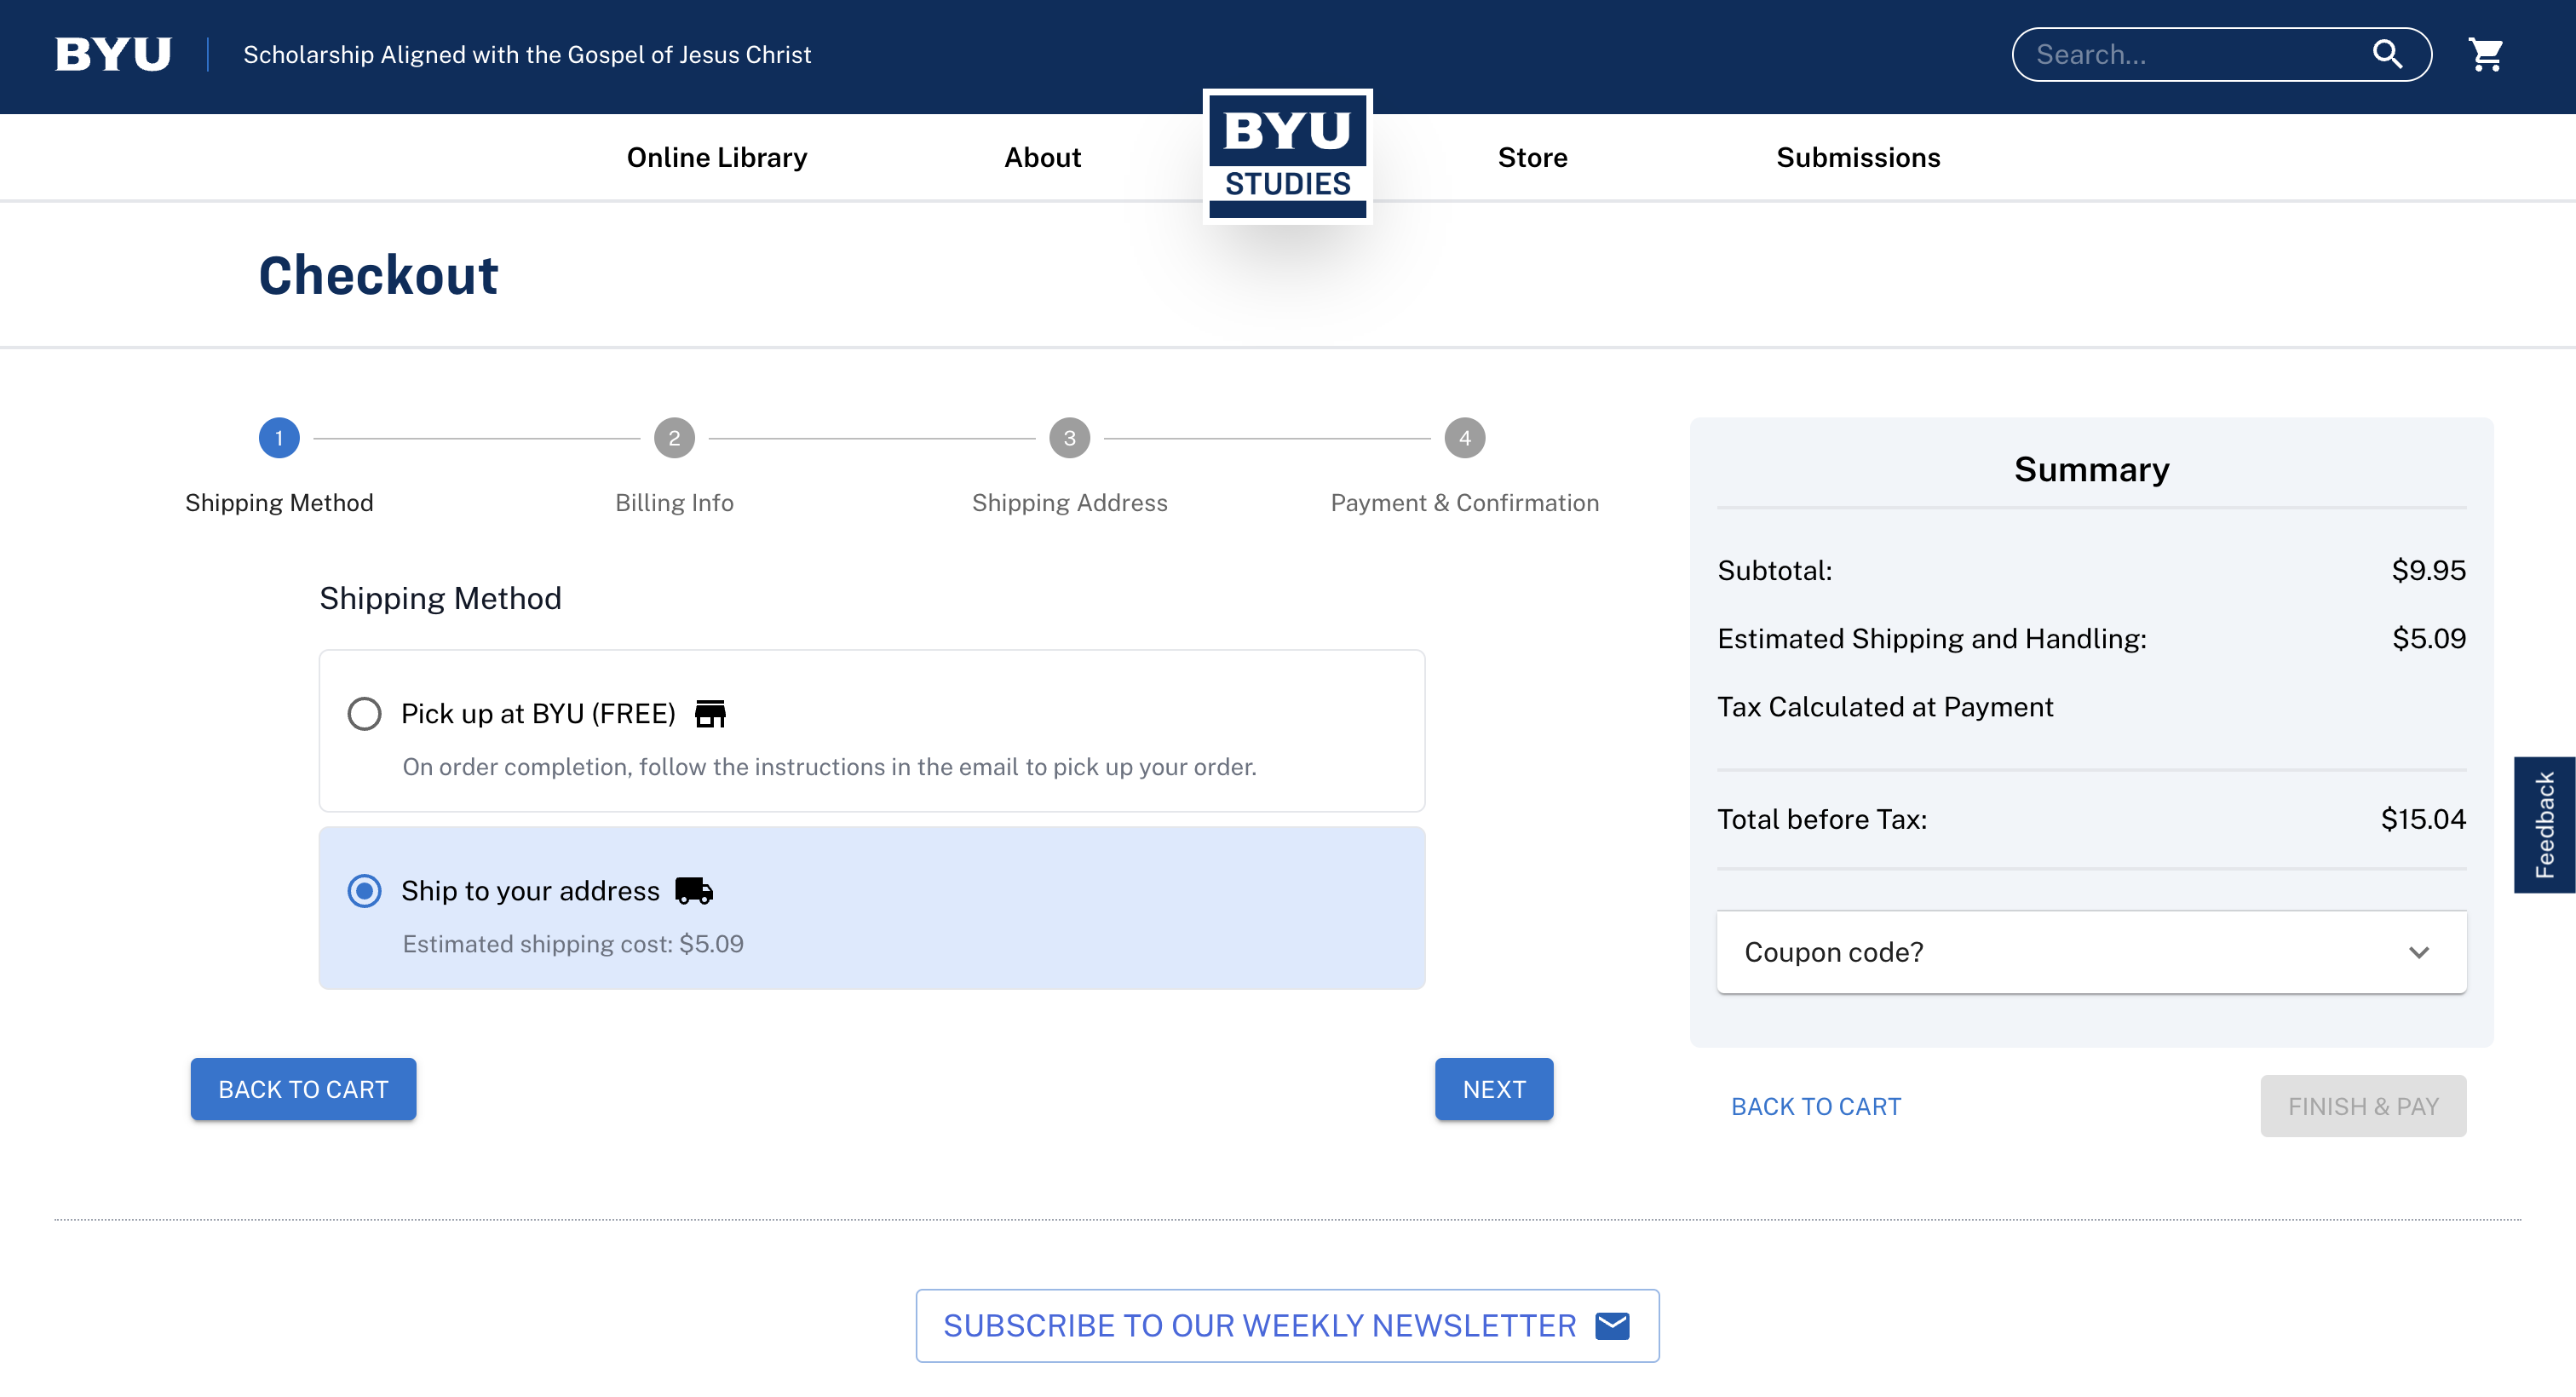 BYU
Scholarship Aligned with the Gospel of Jesus Christ
Search...
Online Library
About
BYU
STUDIES
Store
Submissions
Checkout
1
2
3
4
Shipping Method
Billing Info
Shipping Address
Payment & Confirmation
Shipping Method
Pick up at BYU (FREE)
On order completion, follow the instructions in the email to pick up your order.
Ship to your address
Estimated shipping cost: $5.09
BACK TO CART
NEXT
Summary
Subtotal: $9.95
Estimated Shipping and Handling: $5.09
Tax Calculated at Payment
Total before Tax: $15.04
Coupon code?
BACK TO CART
FINISH & PAY
Feedback
SUBSCRIBE TO OUR WEEKLY NEWSLETTER